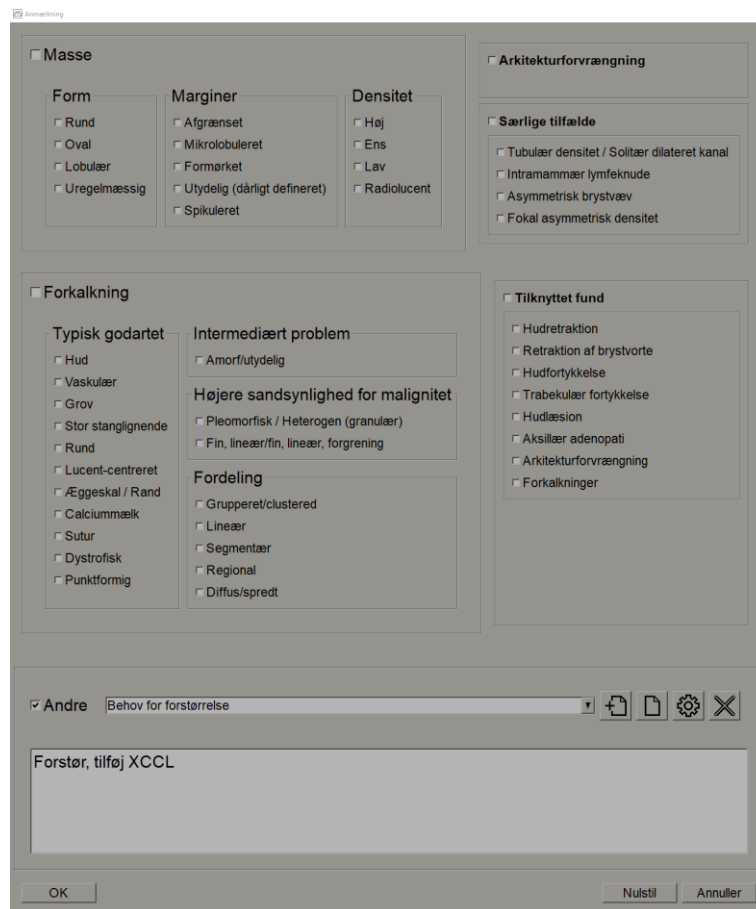 Anmærkning
Masse
Form
Rund
Oval
Lobulær
Uregelmæssig
Marginer
Afgrænset
Mikrolobuleret
Formørket
Utydelig (dårligt defineret)
Spikuleret
Densitet
Høj
Ens
Lav
Radiolucent
Arkitekturforvrængning
Særlige tilfælde
Tubulær densitet / Solitær dilateret kanal
Intramammær lymfeknude
Asymmetrisk brystvæv
Fokal asymmetrisk densitet
Forkalkning
Typisk godartet
Hud
Vaskulær
Grov
Stor stanglignende
Rund
Lucent-centreret
Æggeskal / Rand
Calciummælk
Sutur
Dystrofisk
Punktformig
Intermediært problem
Amorf/utydelig
Højere sandsynlighed for malignitet
Pleomorfisk / Heterogen (granulær)
Fin, lineær/fin, lineær, forgrening
Fordeling
Grupperet/clustered
Lineær
Segmentær
Regional
Diffus/spredt
Tilknyttet fund
Hudretraktion
Retraktion af brystvorte
Hudfortykkelse
Trabekulær fortykkelse
Hudlæsion
Aksillær adenopati
Arkitekturforvrængning
Forkalkninger
Andre
Behov for forstørrelse
Forstør, tilføj XCCL
OK
Nulstil
Annuller